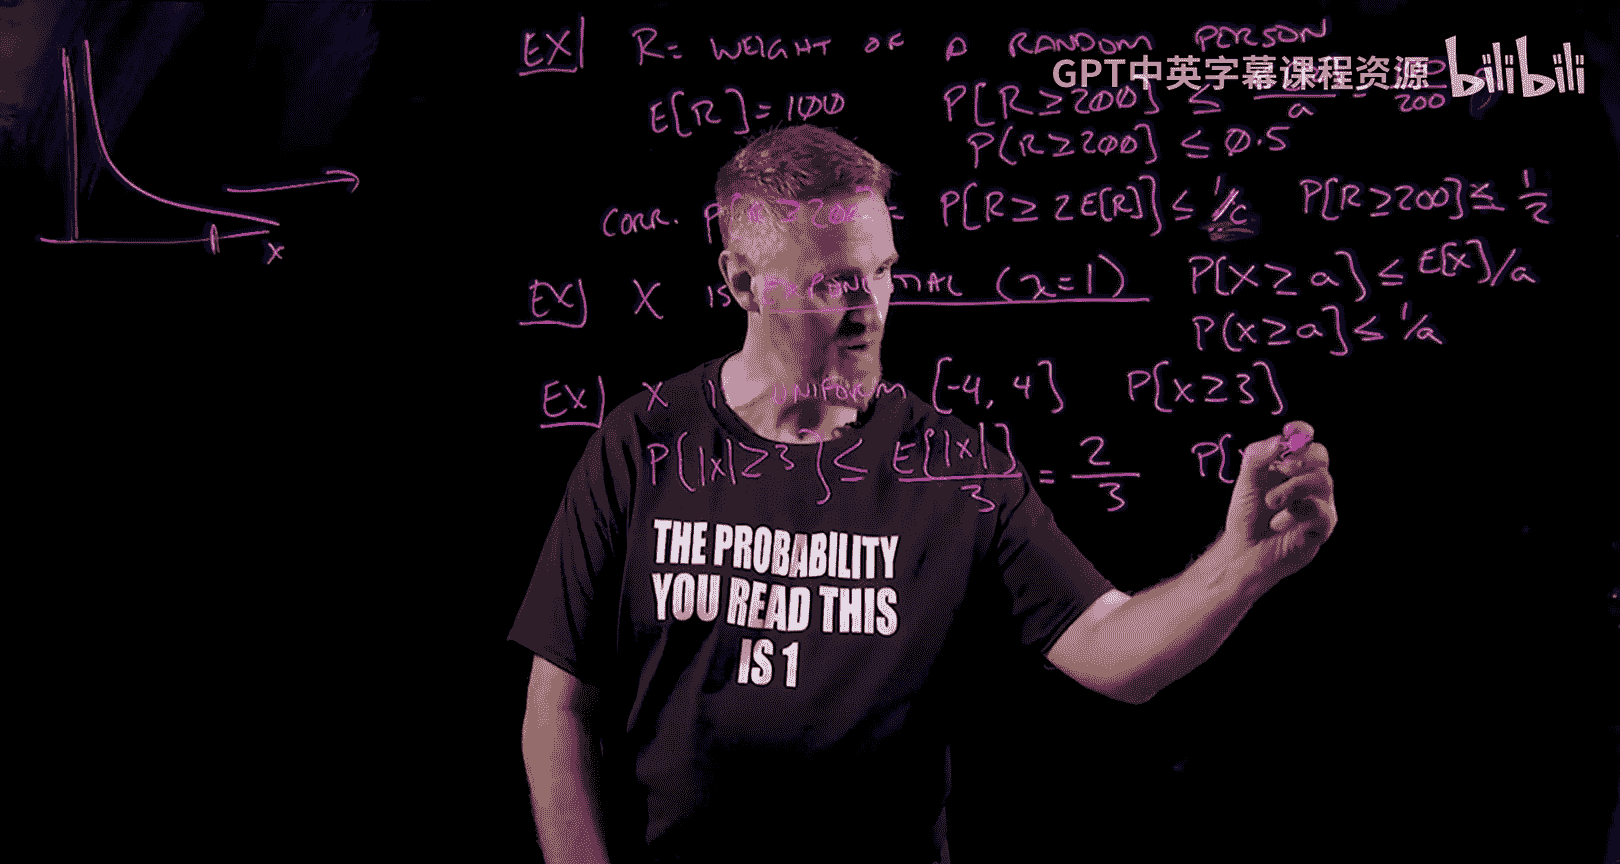 EX R = WEIGHT OF A RANDOM PERSON
GPT中英字幕课程资源 bilibili
E[R] = 100 P[R ≥ 200] ≤ /a 200
P[R ≥ 200] ≤ 0.5
CORR. P[R ≥ 200 = P[R ≥ 2E[R]] ≤ 1/c P[R ≥ 200] ≤ 1/2
x
EX X IS EXPONENTIAL (λ=1) P[X ≥ a] ≤ E[X]/a
P[X ≥ a] ≤ 1/a
EX X IS UNIFORM [-4, 4] P[X ≥ 3]
P[|X| ≥ 3] ≤ E[|X|]/3 = 2/3 P[
THE PROBABILITY
YOU READ THIS
IS 1